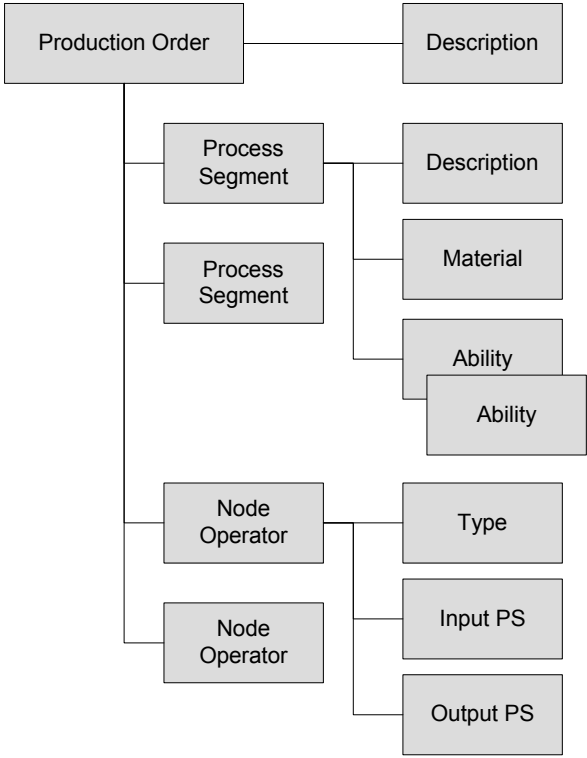 Production Order
Description
Process
Segment
Description
Process
Segment
Material
Ability
Ability
Node
Operator
Type
Node
Operator
Input PS
Output PS